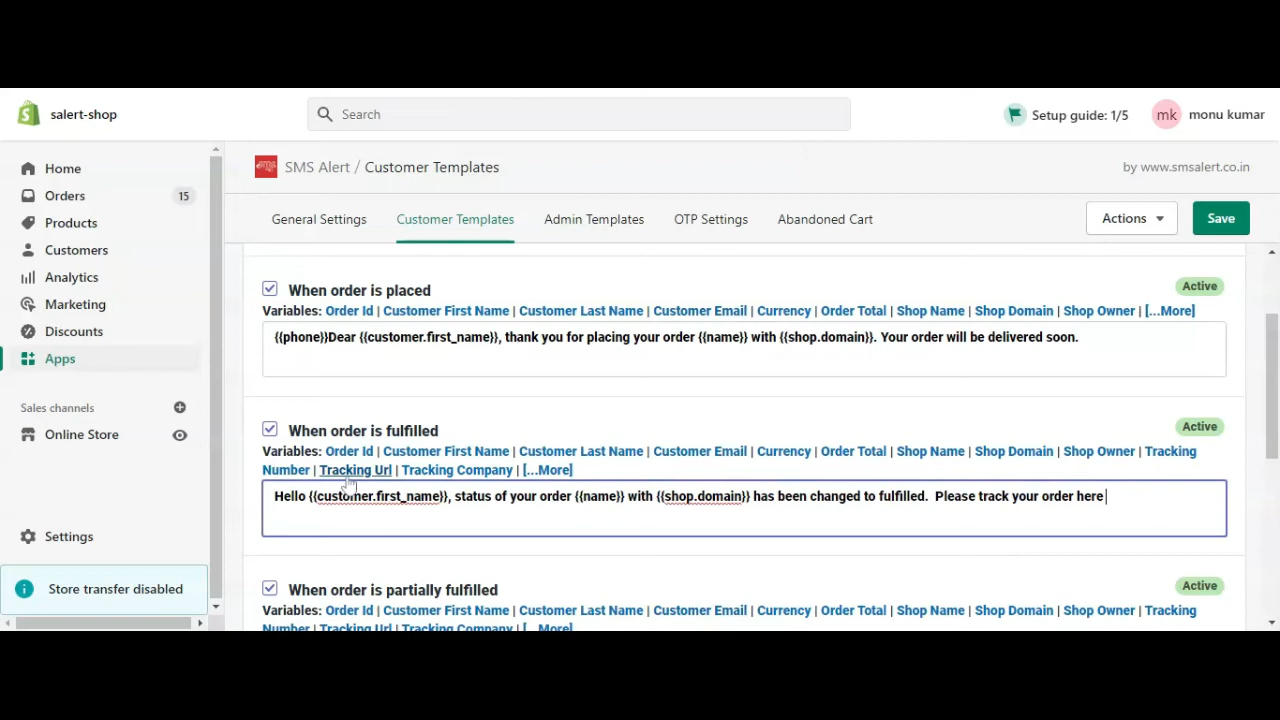 salert-shop
Search
Setup guide: 1/5
mk
monu kumar
Home
Orders
15
Products
Customers
Analytics
Marketing
Discounts
Apps
Sales channels
Online Store
Settings
Store transfer disabled
SMS Alert / Customer Templates
by www.smsalert.co.in
General Settings
Customer Templates
Admin Templates
OTP Settings
Abandoned Cart
Actions
Save
When order is placed
Active
Variables: Order Id | Customer First Name | Customer Last Name | Customer Email | Currency | Order Total | Shop Name | Shop Domain | Shop Owner | [...More]
{{phone}}Dear {{customer.first_name}}, thank you for placing your order {{name}} with {{shop.domain}}. Your order will be delivered soon.
When order is fulfilled
Active
Variables: Order Id | Customer First Name | Customer Last Name | Customer Email | Currency | Order Total | Shop Name | Shop Domain | Shop Owner | Tracking
Number | Tracking Url | Tracking Company | [...More]
Hello {{customer.first_name}}, status of your order {{name}} with {{shop.domain}} has been changed to fulfilled.  Please track your order here
When order is partially fulfilled
Active
Variables: Order Id | Customer First Name | Customer Last Name | Customer Email | Currency | Order Total | Shop Name | Shop Domain | Shop Owner | Tracking
Number | Tracking Url | Tracking Company | [...More]